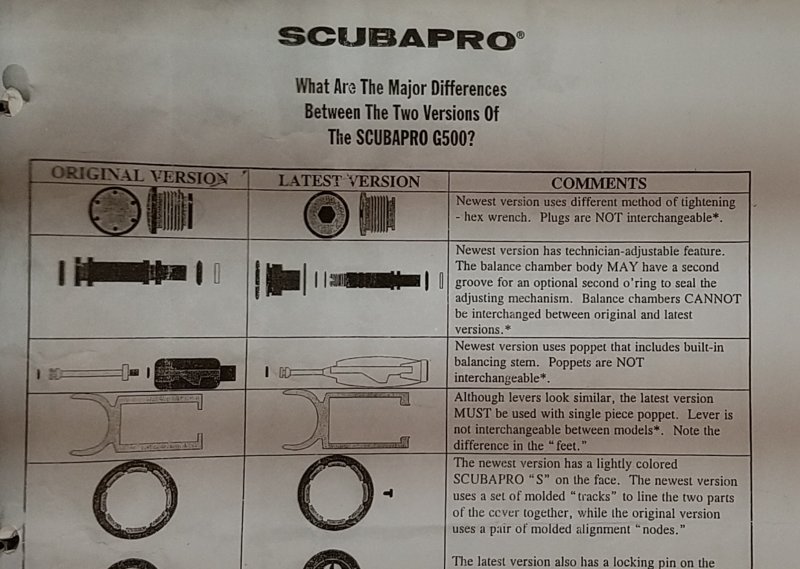 SCUBAPRO®
What Are The Major Differences
Between The Two Versions Of
The SCUBAPRO G500?
ORIGINAL VERSION
LATEST VERSION
COMMENTS
Newest version uses different method of tightening
- hex wrench. Plugs are NOT interchangeable*.
Newest version has technician-adjustable feature.
The balance chamber body MAY have a second
groove for an optional second o'ring to seal the
adjusting mechanism. Balance chambers CANNOT
be interchanged between original and latest
versions.*
Newest version uses poppet that includes built-in
balancing stem. Poppets are NOT
interchangeable*.
Although levers look similar, the latest version
MUST be used with single piece poppet. Lever is
not interchangeable between models*. Note the
difference in the "feet."
The newest version has a lightly colored
SCUBAPRO "S" on the face. The newest version
uses a set of molded "tracks" to line the two parts
of the cover together, while the original version
uses a pair of molded alignment "nodes."
The latest version also has a locking pin on the